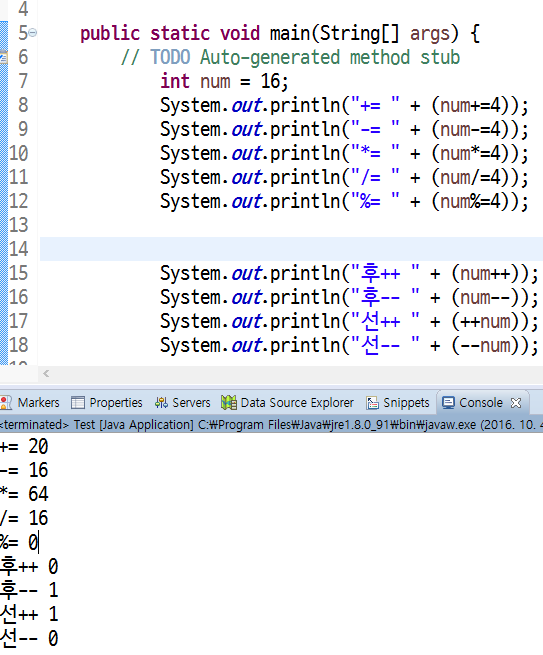 4
5 public static void main(String[] args) {
6 // TODO Auto-generated method stub
7 int num = 16;
8 System.out.println("+= " + (num+=4));
9 System.out.println("-= " + (num-=4));
10 System.out.println("*= " + (num*=4));
11 System.out.println("/= " + (num/=4));
12 System.out.println("%= " + (num%=4));
13
14
15 System.out.println("후++ " + (num++));
16 System.out.println("후-- " + (num--));
17 System.out.println("선++ " + (++num));
18 System.out.println("선-- " + (--num));
Markers Properties Servers Data Source Explorer Snippets Console
<terminated> Test [Java Application] C:₩Program Files₩Java₩jre1.8.0_91₩bin₩javaw.exe (2016. 10. 4
+= 20
-= 16
*= 64
/= 16
%= 0
후++ 0
후-- 1
선++ 1
선-- 0